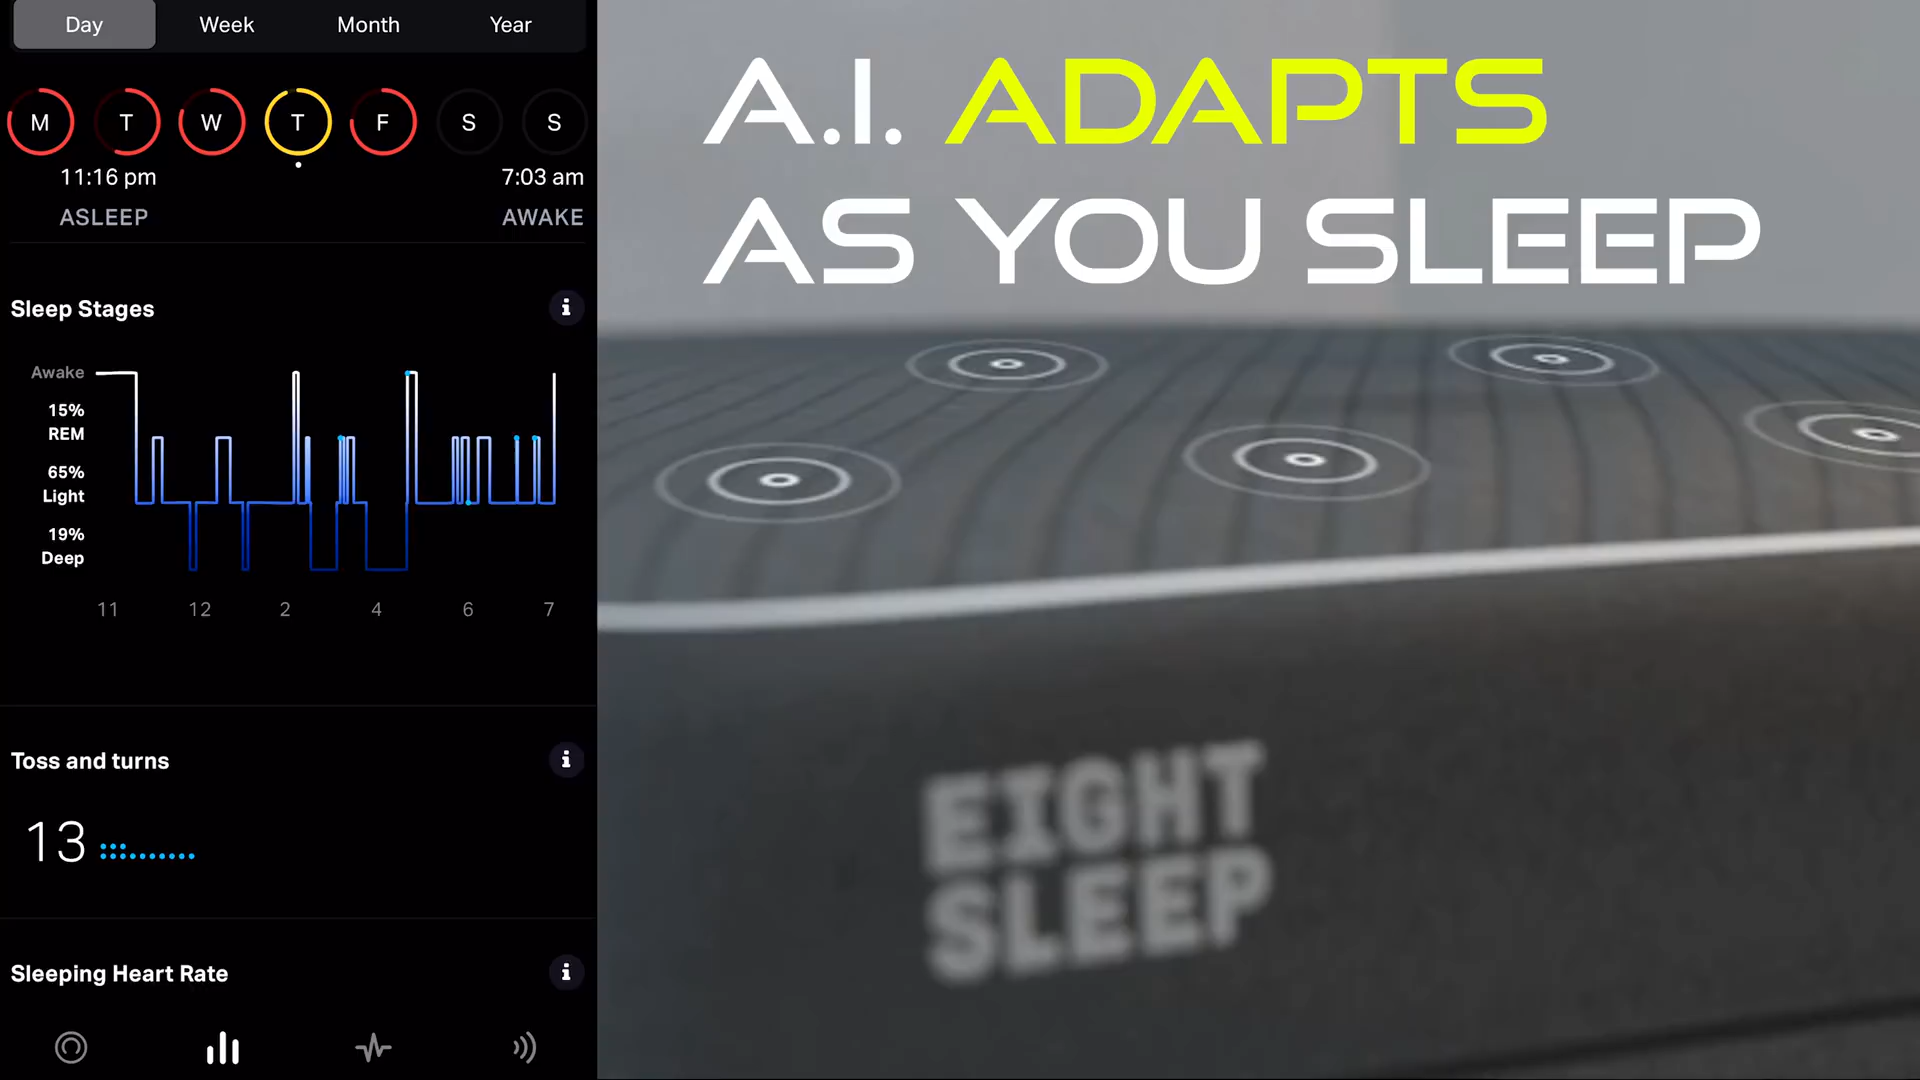 Day Week Month Year
M T W T F S S
11:16 pm 7:03 am
ASLEEP AWAKE
Sleep Stages
Awake
15%
REM
65%
Light
19%
Deep
11 12 2 4 6 7
Toss and turns
13
Sleeping Heart Rate
A.I. ADAPTS
AS YOU SLEEP
EIGHT
SLEEP